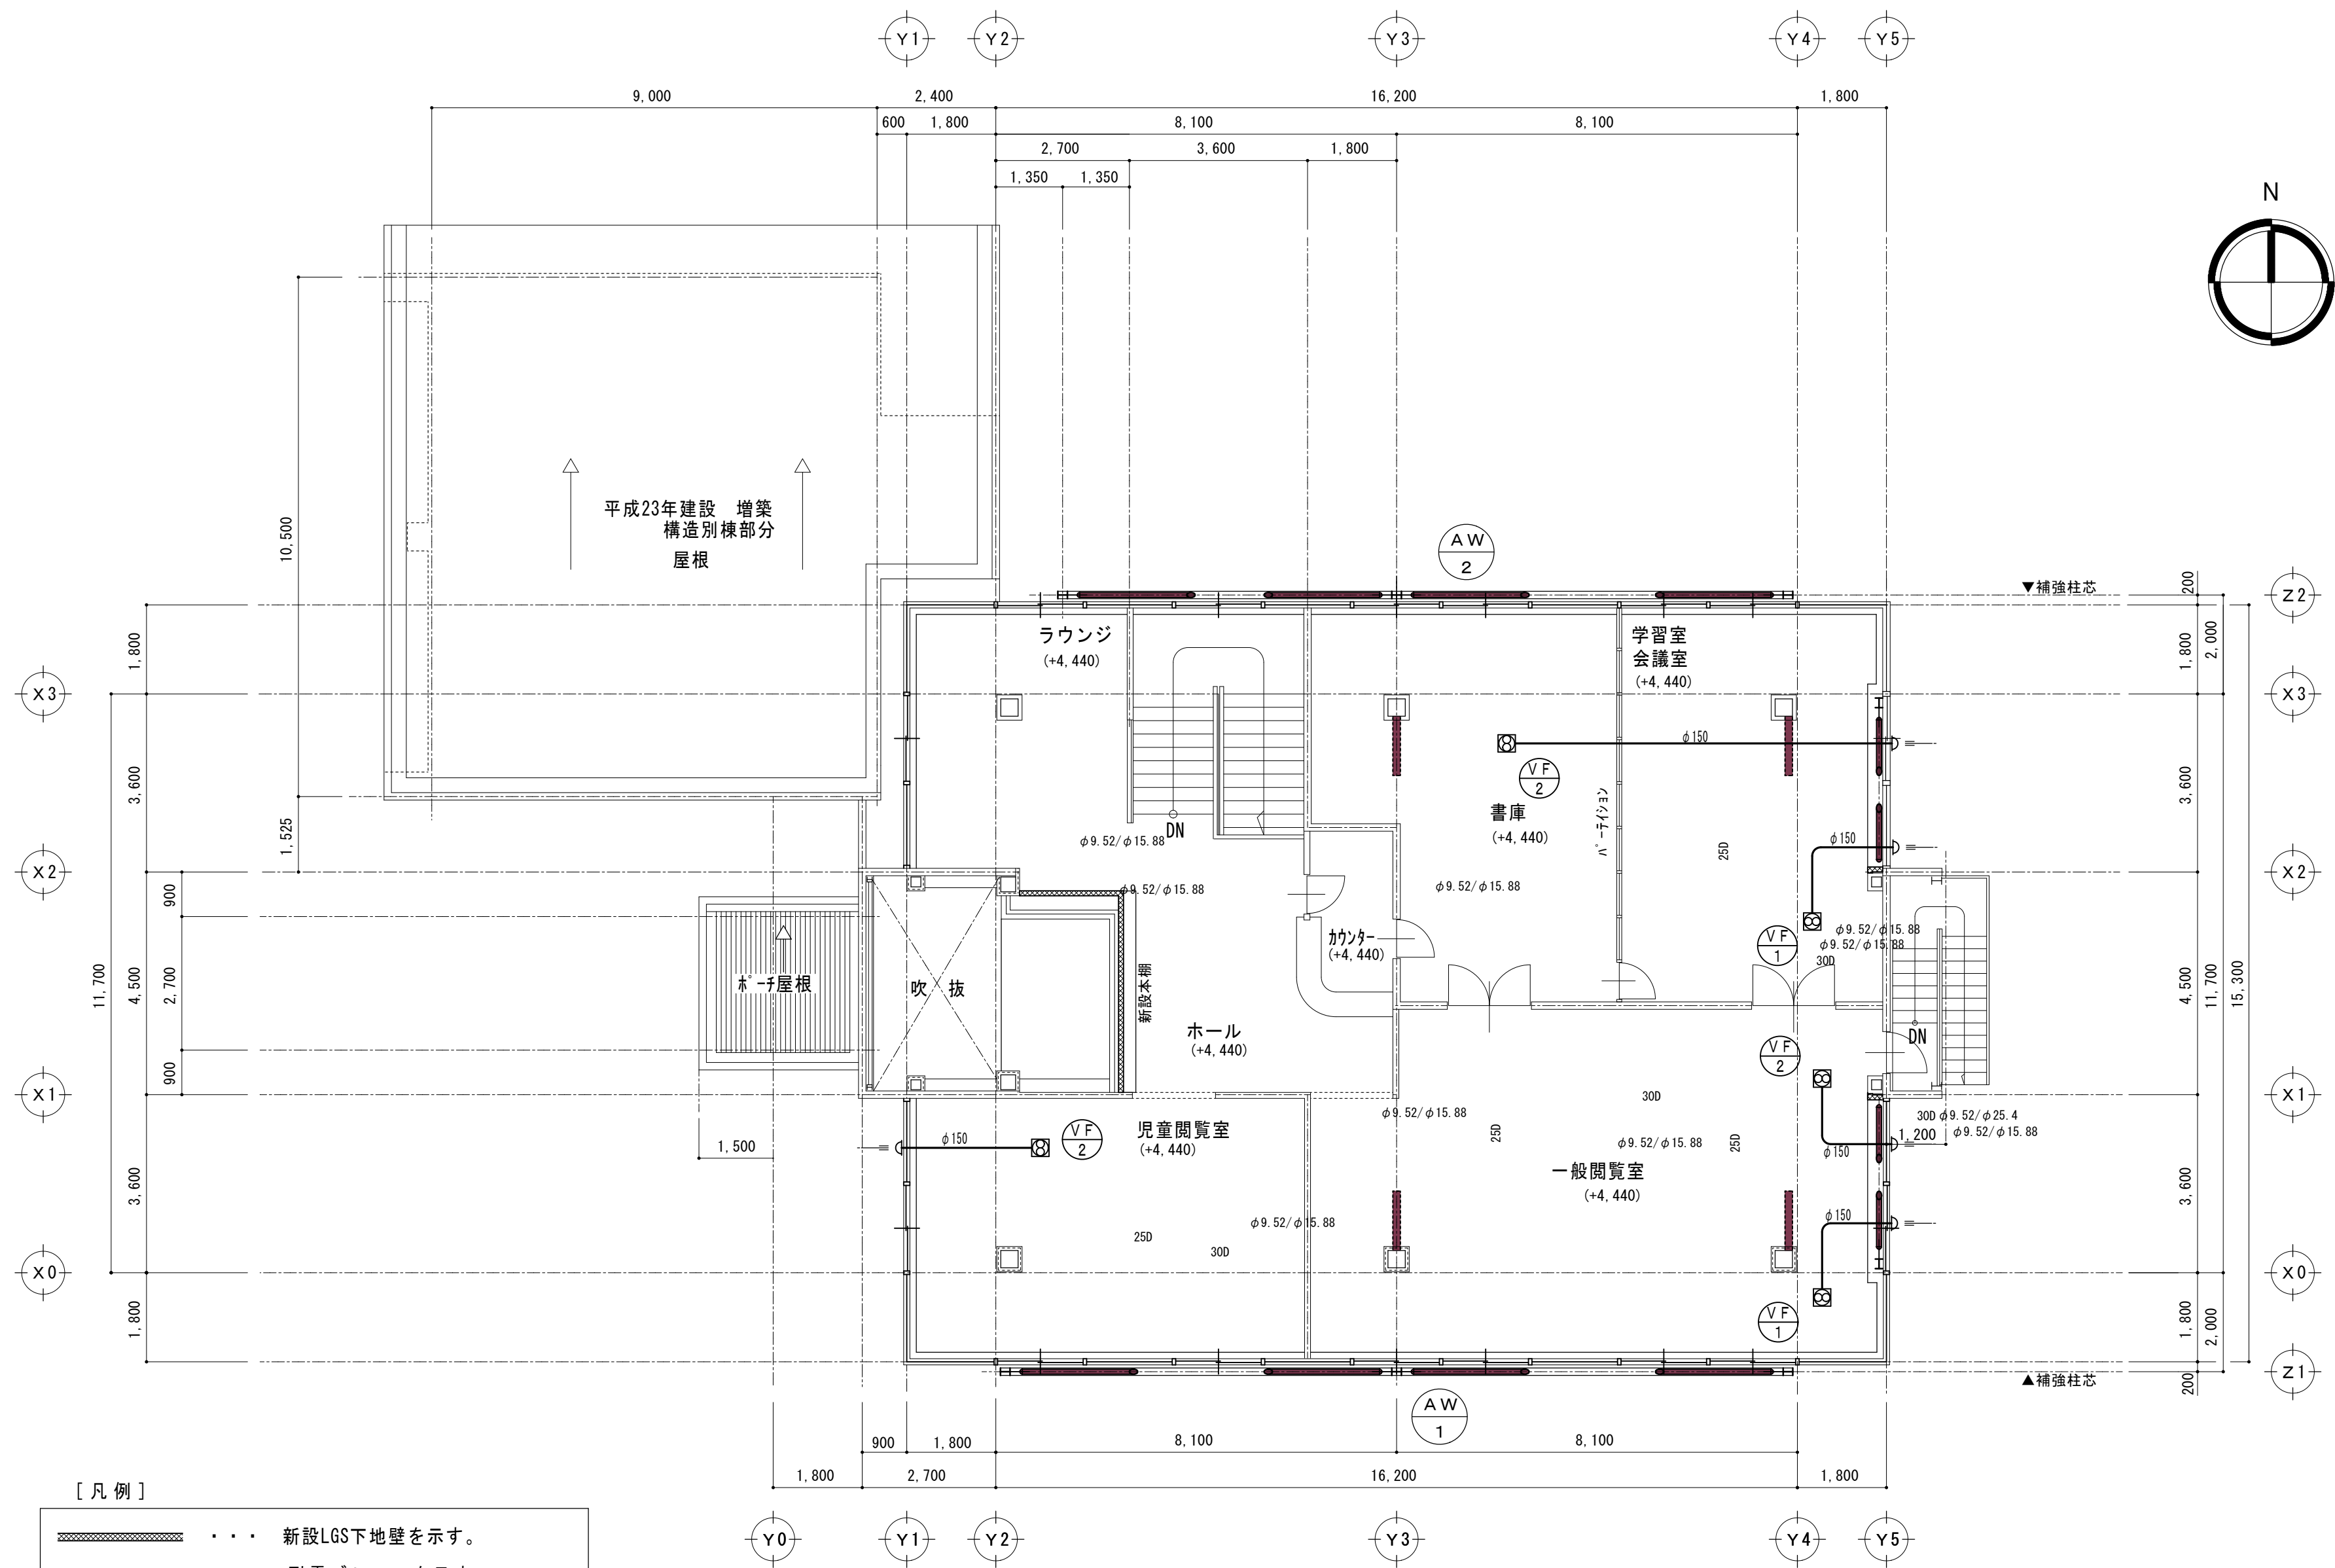 Y1
Y2
Y3
Y4
Y5
9,000
2,400
16,200
1,800
600
1,800
8,100
8,100
2,700
3,600
1,800
1,350
1,350
N
10,500
1,525
平成23年建設 増築
構造別棟部分
屋根
AW
2
▼補強柱芯
200
Z2
1,800
ラウンジ
(+4,440)
学習室
会議室
(+4,440)
1,800
2,000
X3
X3
3,600
φ150
VF
2
書庫
(+4,440)
パーテイション
DN
φ9.52/φ15.88
25D
φ150
3,600
X2
X2
900
φ9.52/φ15.88
φ9.52/φ15.88
カウンター
(+4,440)
VF
1
φ9.52/φ15.88
φ9.52/φ15.88
30D
11,700
4,500
2,700
ポーチ屋根
吹 抜
新設本棚
ホール
(+4,440)
DN
4,500
11,700
15,300
900
VF
2
X1
X1
30D
φ9.52/φ15.88
30D φ9.52/φ25.4
φ9.52/φ15.88
1,200
児童閲覧室
(+4,440)
VF
2
φ150
1,500
25D
φ9.52/φ15.88
25D
φ150
一般閲覧室
(+4,440)
3,600
3,600
φ9.52/φ15.88
25D
30D
φ150
X0
X0
VF
1
1,800
1,800
2,000
▲補強柱芯
200
Z1
AW
1
900
1,800
8,100
8,100
1,800
2,700
16,200
1,800
[凡例]
・・・ 新設LGS下地壁を示す。
Y0
Y1
Y2
Y3
Y4
Y5